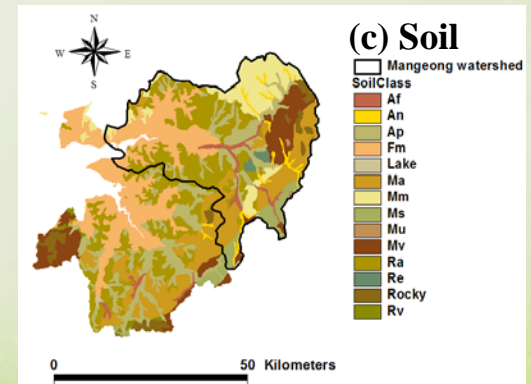 (c) Soil
N
W E
S
Mangeong watershed
SoilClass
Af
An
Ap
Fm
Lake
Ma
Mm
Ms
Mu
Mv
Ra
Re
Rocky
Rv
0 50 Kilometers